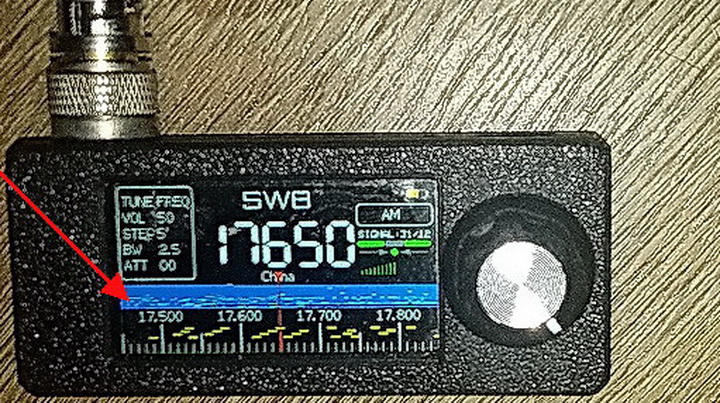 TUNE FREQ
VOL 50
STEP 5
BW 2.5
ATT 00
SW8
17650
China
AM
SIGNAL:31/12
17.500 17.600 17.700 17.800